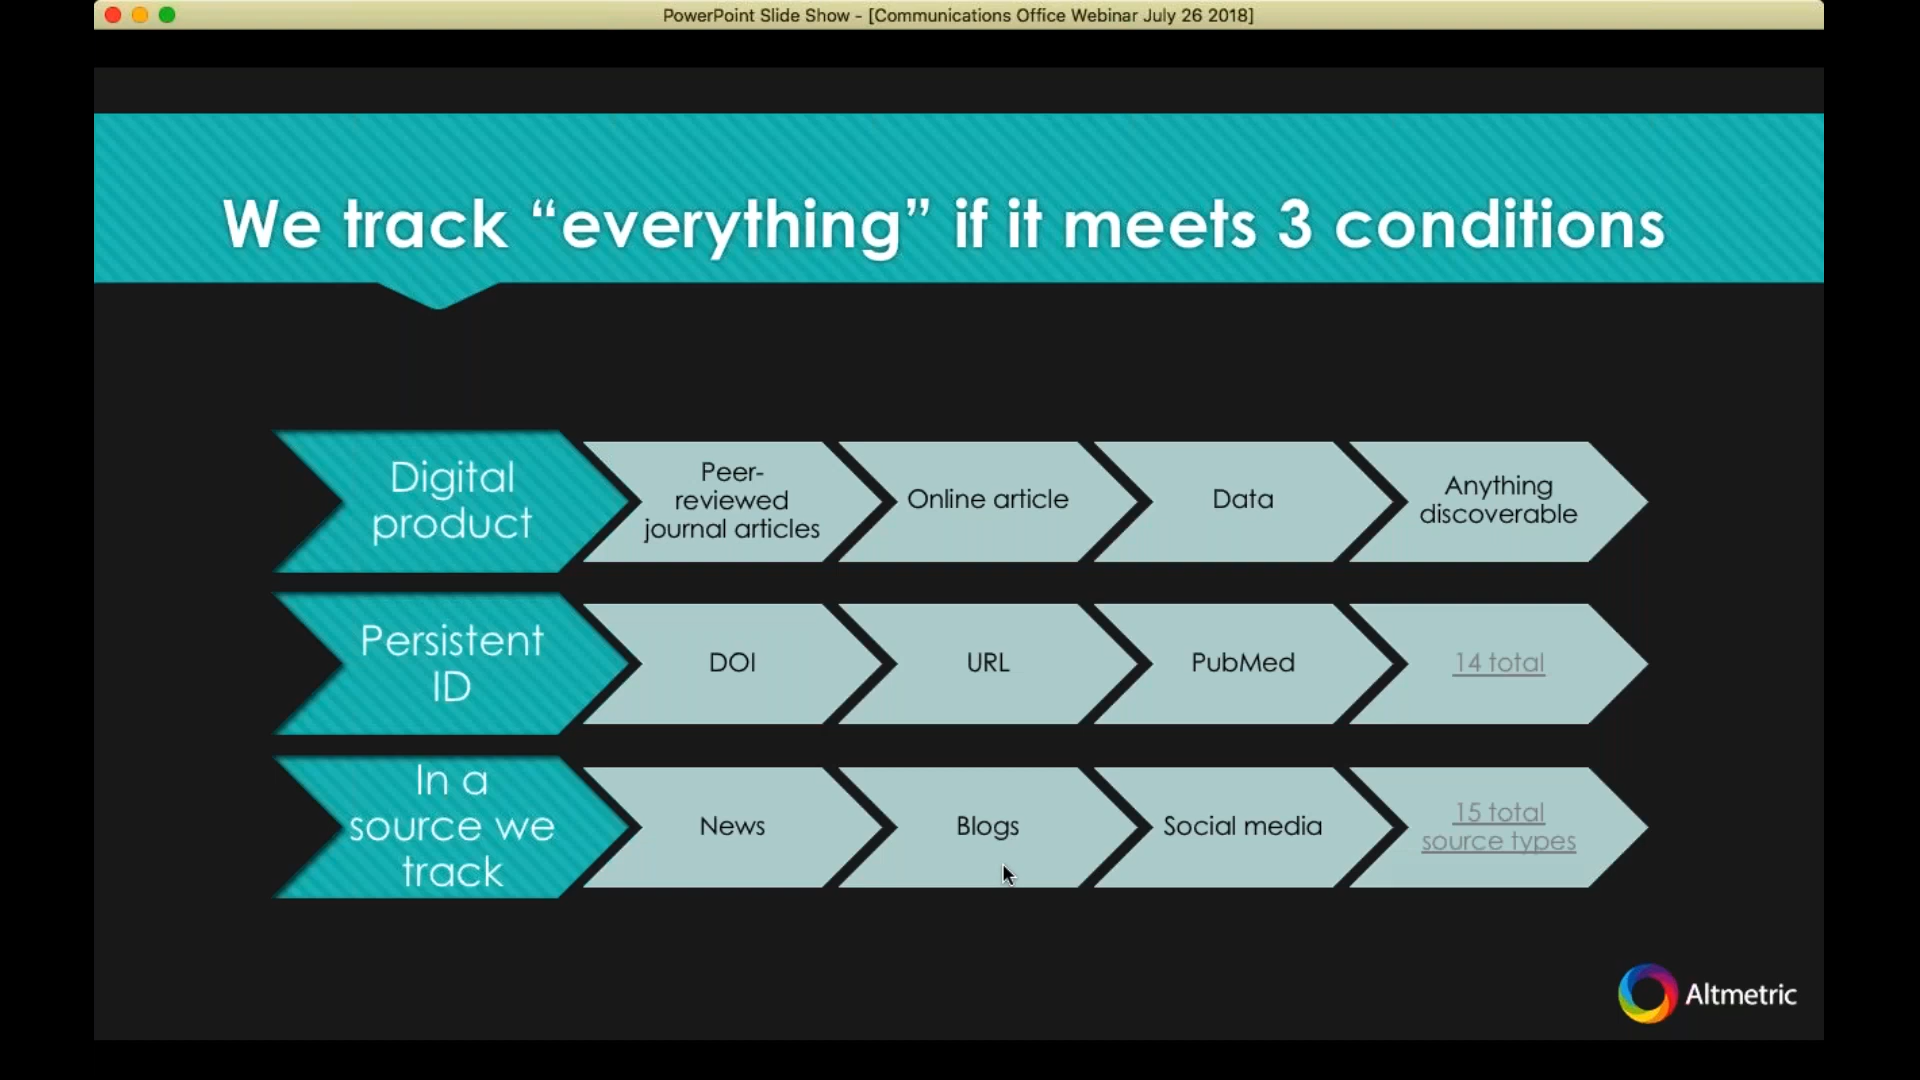 PowerPoint Slide Show - [Communications Office Webinar July 26 2018]
We track “everything” if it meets 3 conditions
Digital
product
Peer-
reviewed
journal articles
Online article
Data
Anything
discoverable
Persistent
ID
DOI
URL
PubMed
14 total
In a
source we
track
News
Blogs
Social media
15 total
source types
Altmetric